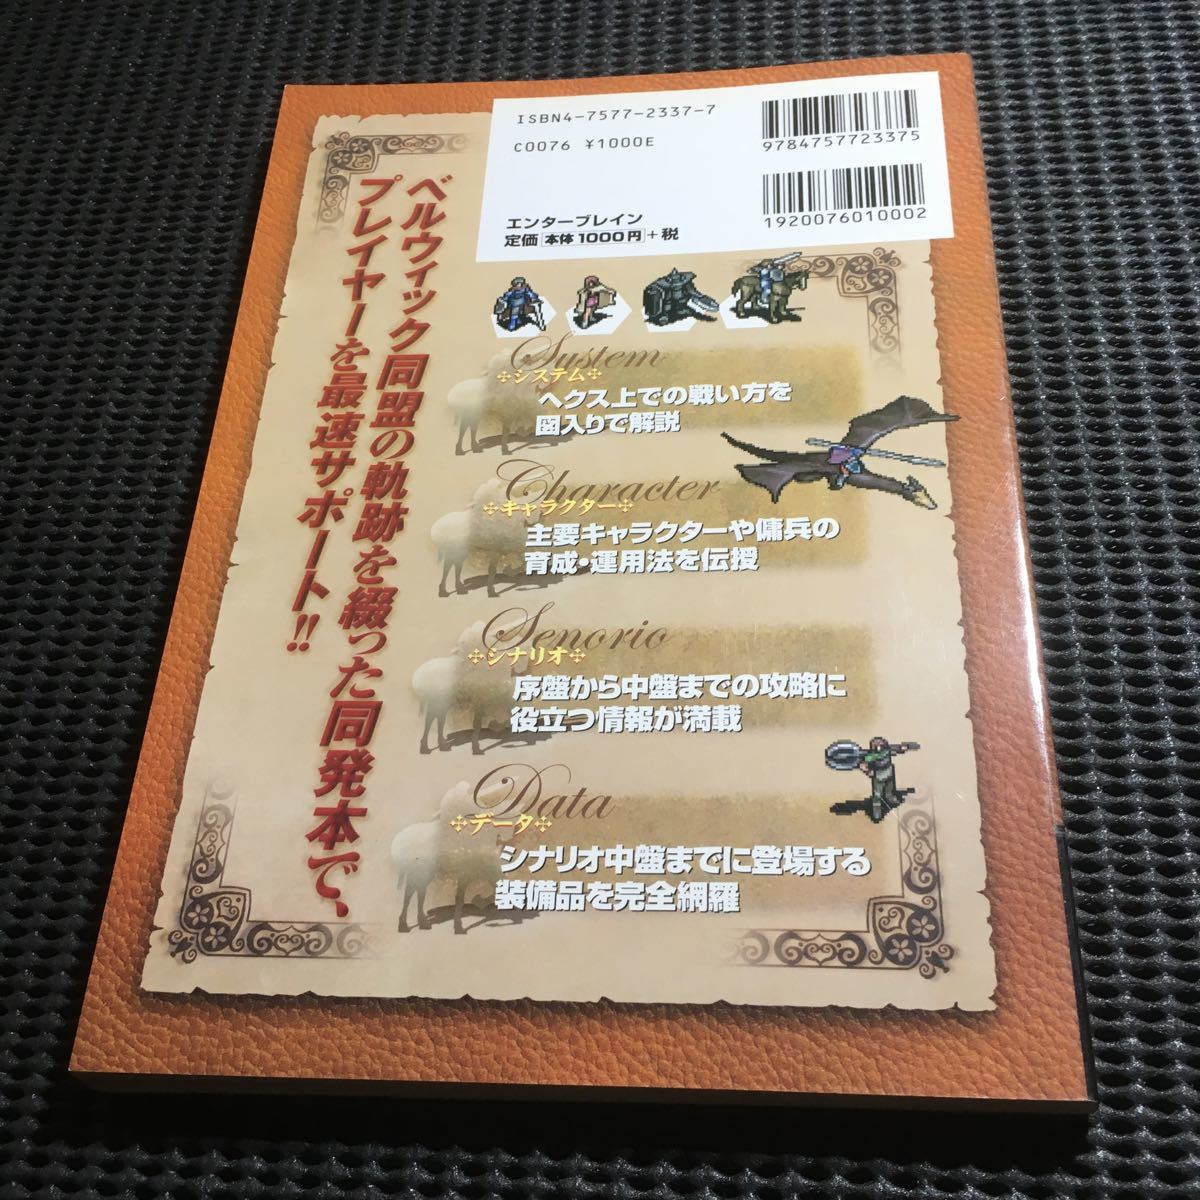 ISBN4-7577-2337-7
C0076 ¥1000E
9784757723375
1920076010002
エンターブレイン
定価 本体1000円+税
ベルウィック同盟の軌跡を綴った同発本で、
プレイヤーを最速サポート!!
System
システム
ヘクス上での戦い方を
図入りで解説
Character
キャラクター
主要キャラクターや傭兵の
育成・運用法を伝授
Senorio
シナリオ
序盤から中盤までの攻略に
役立つ情報が満載
Data
データ
シナリオ中盤までに登場する
装備品を完全網羅